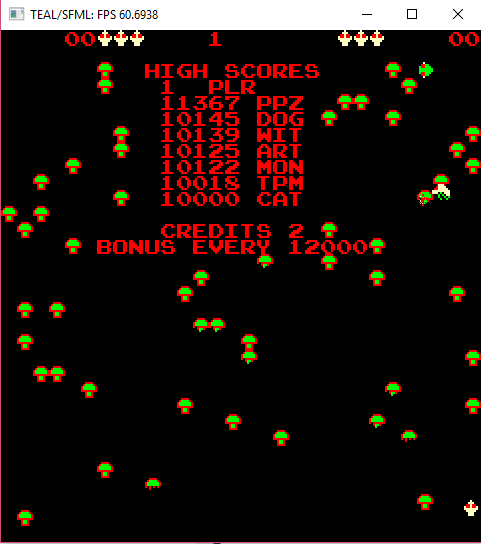 TEAL/SFML: FPS 60.6938
00 1 00
HIGH SCORES
1 PLR
11367 PPZ
10145 DOG
10139 WIT
10125 ART
10122 MON
10018 TPM
10000 CAT
CREDITS 2
BONUS EVERY 12000